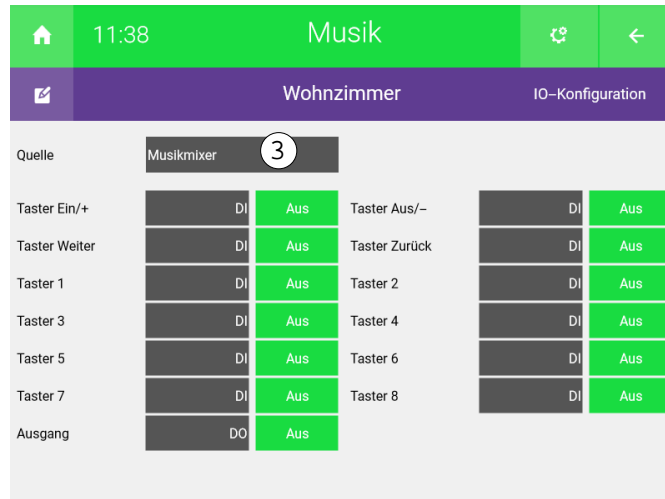 11:38 Musik
Wohnzimmer IO–Konfiguration
Quelle Musikmixer 3
Taster Ein/+ DI Aus Taster Aus/– DI Aus
Taster Weiter DI Aus Taster Zurück DI Aus
Taster 1 DI Aus Taster 2 DI Aus
Taster 3 DI Aus Taster 4 DI Aus
Taster 5 DI Aus Taster 6 DI Aus
Taster 7 DI Aus Taster 8 DI Aus
Ausgang DO Aus